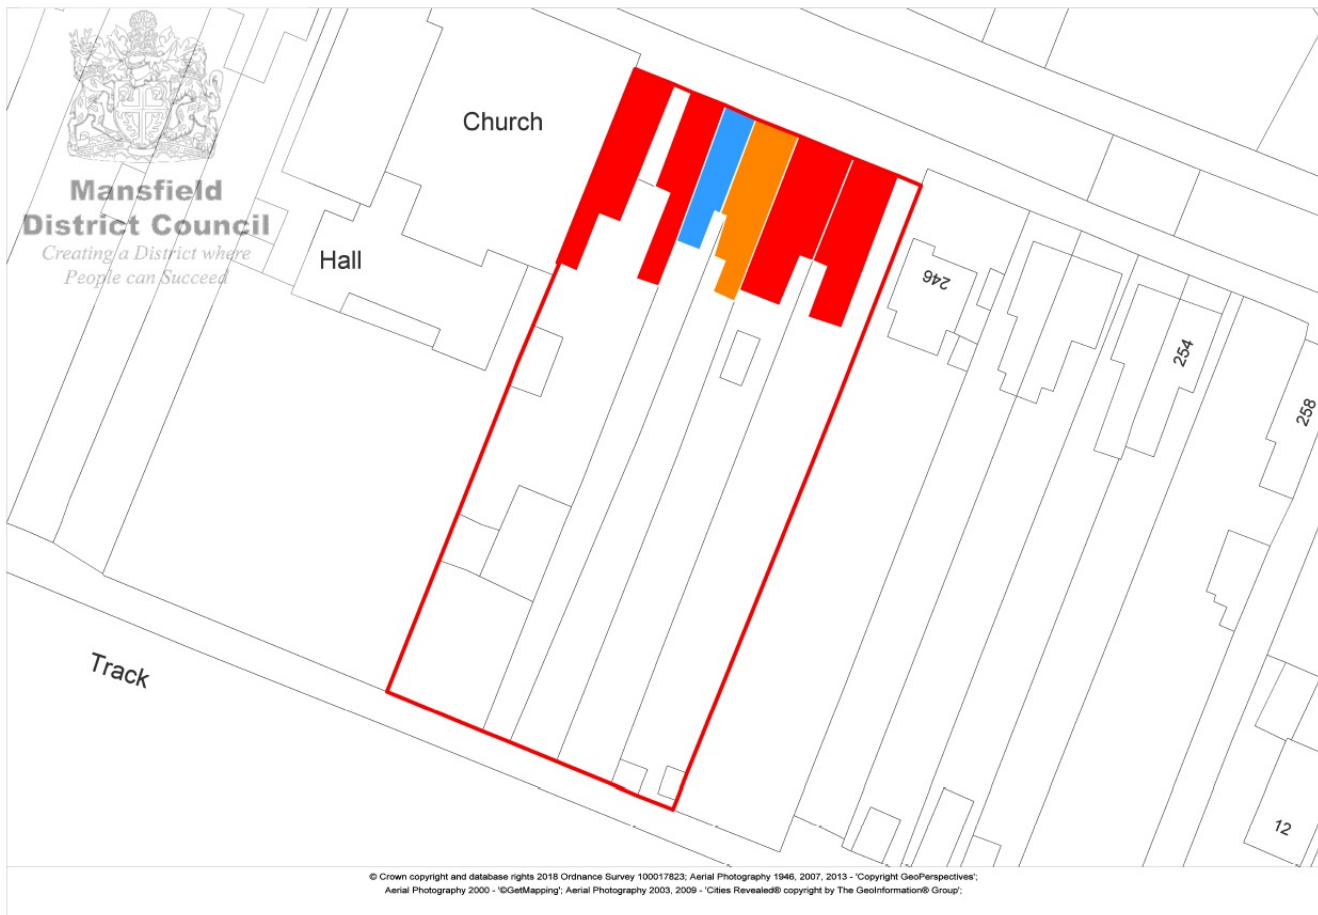 Mansfield
District Council
Creating a District where
People can Succeed
Church
Hall
246
254
258
Track
12
© Crown copyright and database rights 2018 Ordnance Survey 100017823; Aerial Photography 1946, 2007, 2013 - 'Copyright GeoPerspectives';
Aerial Photography 2000 - '©GetMapping'; Aerial Photography 2003, 2009 - 'Cities Revealed® copyright by The GeoInformation® Group';